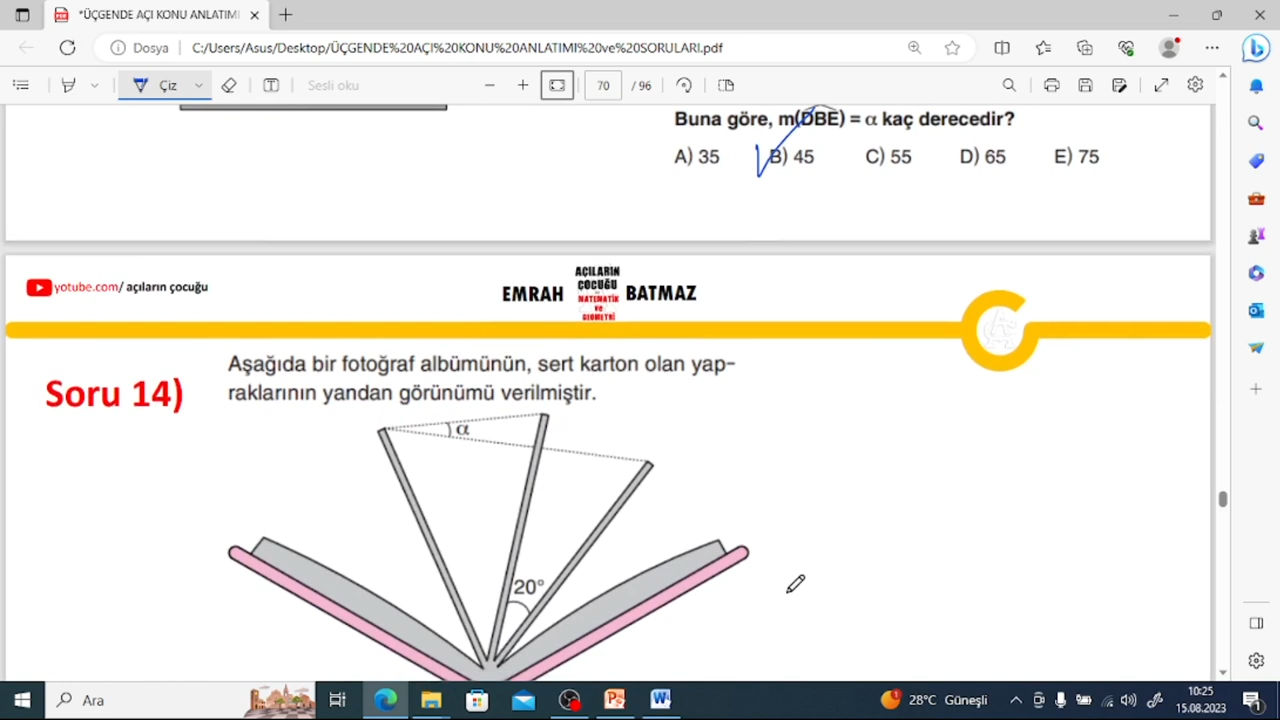 *ÜÇGENDE AÇI KONU ANLATIMI
Dosya
C:/Users/Asus/Desktop/ÜÇGENDE%20AÇI%20KONU%20ANLATIMI%20ve%20SORULARI.pdf
Çiz
Sesli oku
70 / 96
Buna göre, m(DBE) = α kaç derecedir?
A) 35 B) 45 C) 55 D) 65 E) 75
yotube.com/ açıların çocuğu
EMRAH
AÇILARIN
ÇOCUĞU
MATEMATİK
ve
GEOMETRİ
BATMAZ
Soru 14)
Aşağıda bir fotoğraf albümünün, sert karton olan yap-
raklarının yandan görünümü verilmiştir.
α
20°
Ara
28°C Güneşli
10:25
15.08.2023